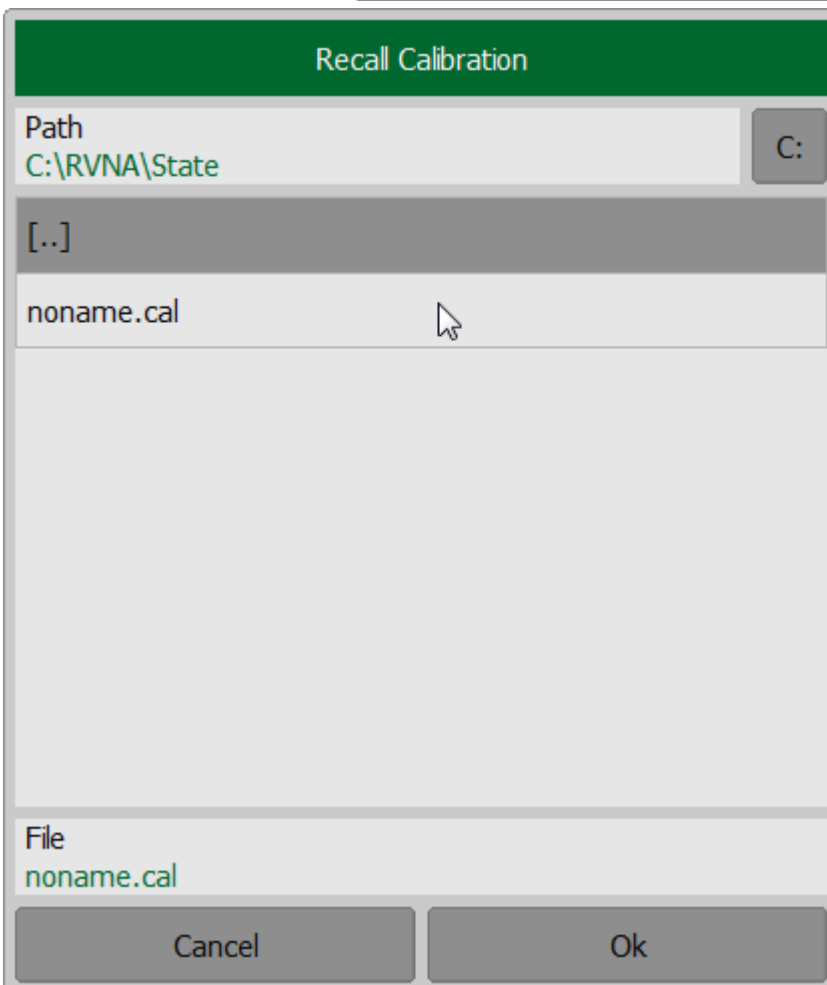 Recall Calibration
Path
C:
C:\RVNA\State
[..]
noname.cal
File
noname.cal
Cancel
Ok